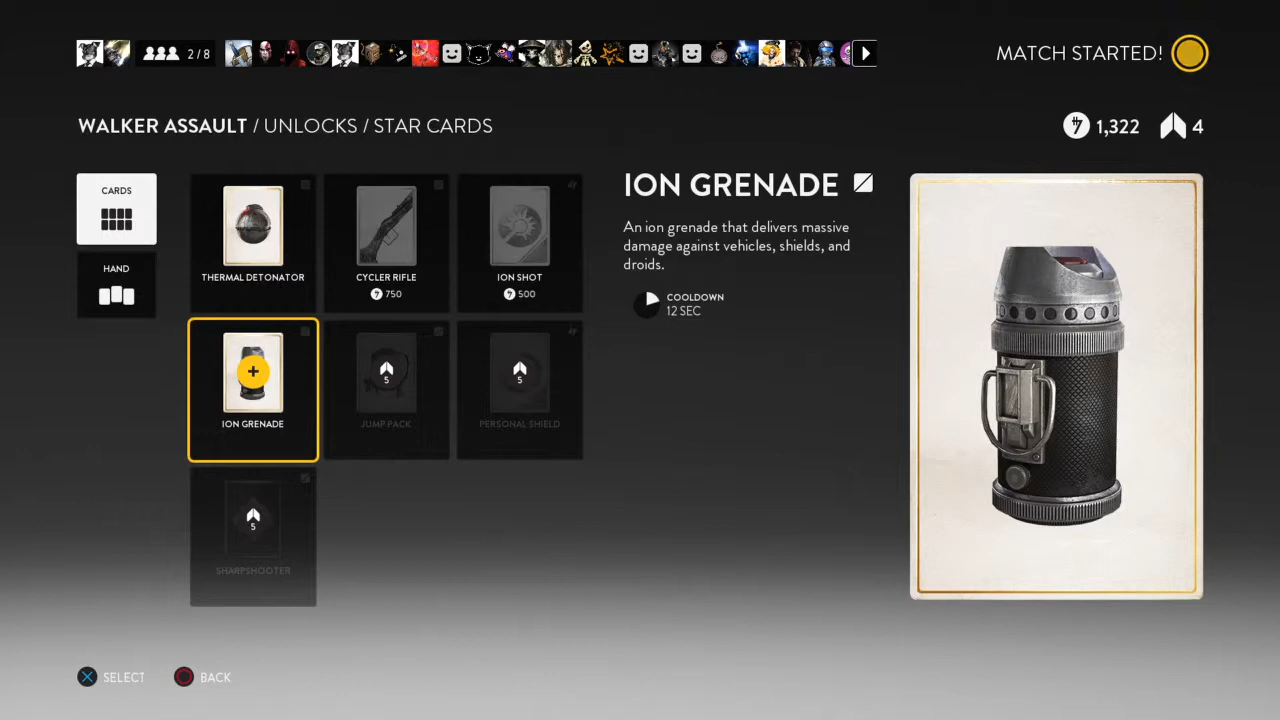 2/8
MATCH STARTED!
WALKER ASSAULT / UNLOCKS / STAR CARDS
1,322
4
CARDS
HAND
THERMAL DETONATOR
CYCLER RIFLE
750
ION SHOT
500
ION GRENADE
5
JUMP PACK
5
PERSONAL SHIELD
5
SHARPSHOOTER
ION GRENADE
An ion grenade that delivers massive
damage against vehicles, shields, and
droids.
COOLDOWN
12 SEC
SELECT
BACK